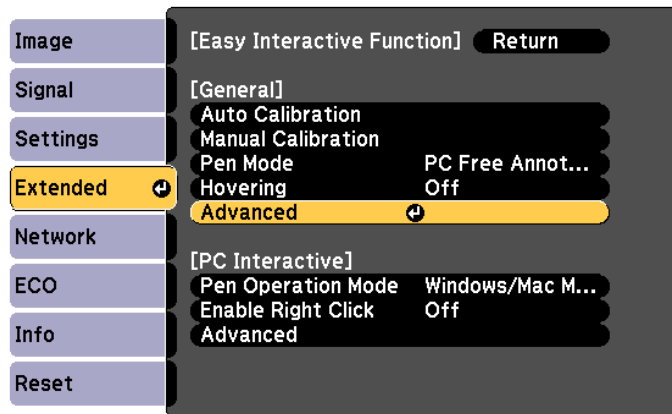 Image
Signal
Settings
Extended
Network
ECO
Info
Reset
[Easy Interactive Function] Return
[General]
Auto Calibration
Manual Calibration
Pen Mode PC Free Annot...
Hovering Off
Advanced
[PC Interactive]
Pen Operation Mode Windows/Mac M...
Enable Right Click Off
Advanced